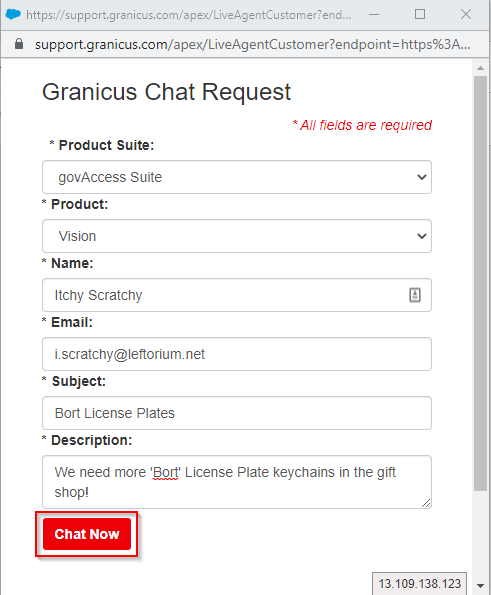 https://support.granicus.com/apex/LiveAgentCustomer?end...
support.granicus.com/apex/LiveAgentCustomer?endpoint=https%3A...
Granicus Chat Request
* All fields are required
* Product Suite:
govAccess Suite
* Product:
Vision
* Name:
Itchy Scratchy
* Email:
i.scratchy@leftorium.net
* Subject:
Bort License Plates
* Description:
We need more 'Bort' License Plate keychains in the gift
shop!
Chat Now
13.109.138.123